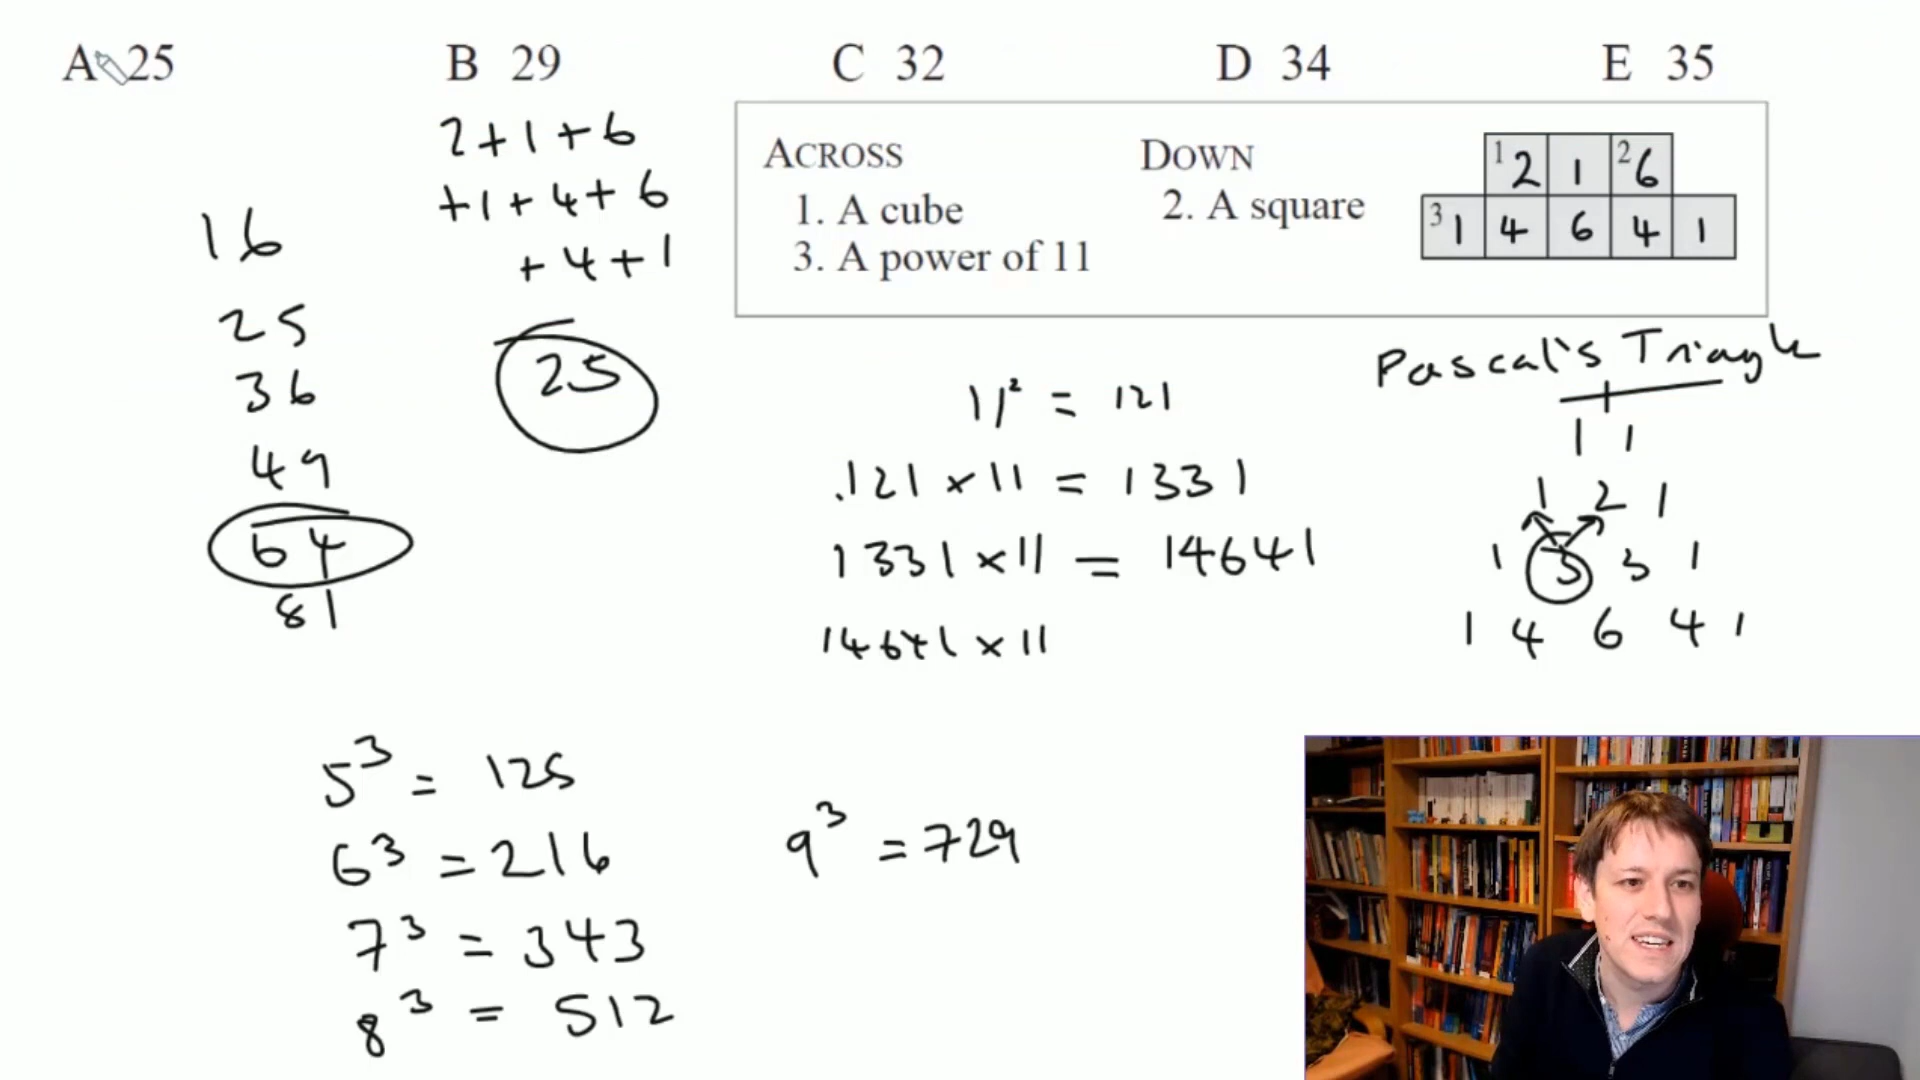 A 25 B 29 C 32 D 34 E 35
2+1+6
+1+4+6
+4+1
25
16
25
36
49
64
81
ACROSS
1. A cube
3. A power of 11
DOWN
2. A square
1 2 1 2 6
3 1 4 6 4 1
Pascal's Triagle
1 1
1 2 1
1 3 3 1
1 4 6 4 1
11² = 121
.121 × 11 = 1331
1331 × 11 = 14641
14641 × 11
5³ = 125
6³ = 216
7³ = 343
8³ = 512
9³ = 729